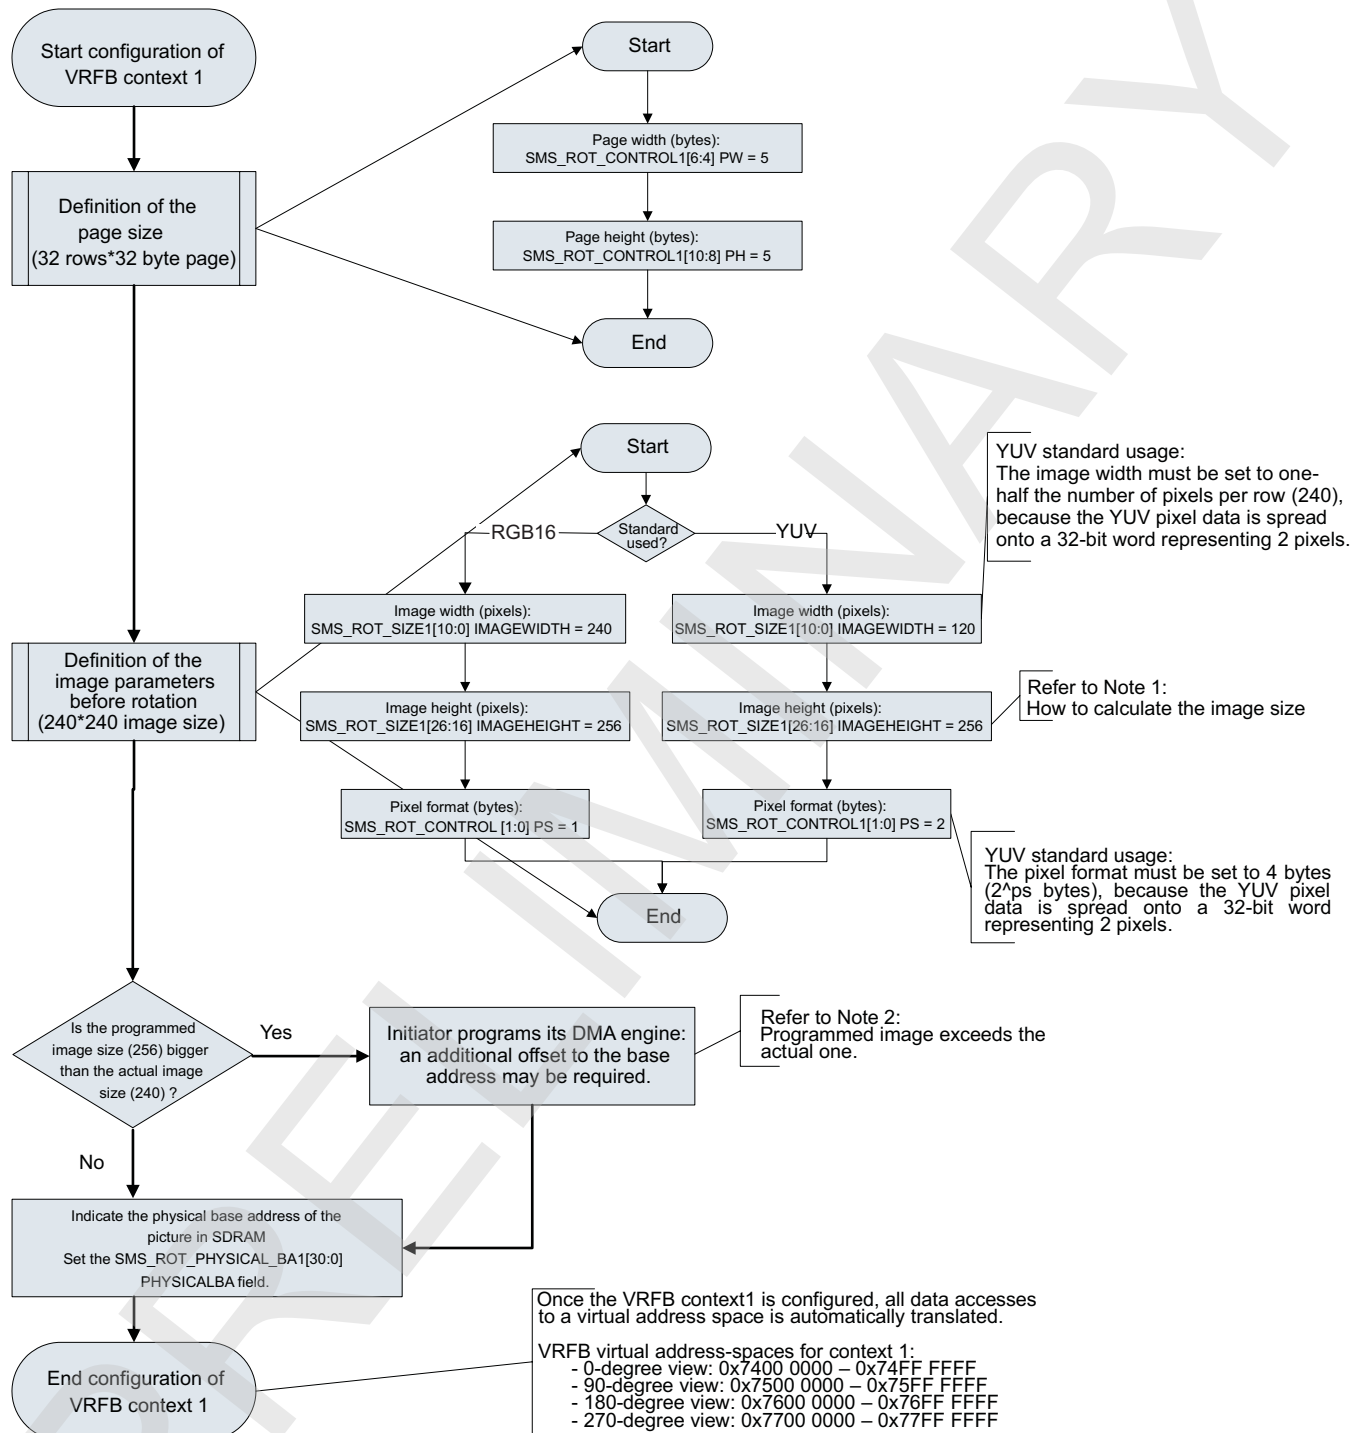 Start configuration of
VRFB context 1
Start
Page width (bytes):
SMS_ROT_CONTROL1[6:4] PW = 5
Definition of the
page size
(32 rows*32 byte page)
Page height (bytes):
SMS_ROT_CONTROL1[10:8] PH = 5
End
Start
YUV standard usage:
The image width must be set to one-
half the number of pixels per row (240),
because the YUV pixel data is spread
onto a 32-bit word representing 2 pixels.
RGB16
Standard
used?
YUV
Image width (pixels):
SMS_ROT_SIZE1[10:0] IMAGEWIDTH = 240
Image width (pixels):
SMS_ROT_SIZE1[10:0] IMAGEWIDTH = 120
Definition of the
image parameters
before rotation
(240*240 image size)
Image height (pixels):
SMS_ROT_SIZE1[26:16] IMAGEHEIGHT = 256
Image height (pixels):
SMS_ROT_SIZE1[26:16] IMAGEHEIGHT = 256
Refer to Note 1:
How to calculate the image size
Pixel format (bytes):
SMS_ROT_CONTROL [1:0] PS = 1
Pixel format (bytes):
SMS_ROT_CONTROL1[1:0] PS = 2
YUV standard usage:
The pixel format must be set to 4 bytes
(2^ps bytes), because the YUV pixel
data is spread onto a 32-bit word
representing 2 pixels.
End
Is the programmed
image size (256) bigger
than the actual image
size (240) ?
Yes
Initiator programs its DMA engine:
an additional offset to the base
address may be required.
Refer to Note 2:
Programmed image exceeds the
actual one.
No
Indicate the physical base address of the
picture in SDRAM
Set the SMS_ROT_PHYSICAL_BA1[30:0]
PHYSICALBA field.
End configuration of
VRFB context 1
Once the VRFB context1 is configured, all data accesses
to a virtual address space is automatically translated.
VRFB virtual address-spaces for context 1:
- 0-degree view: 0x7400 0000 – 0x74FF FFFF
- 90-degree view: 0x7500 0000 – 0x75FF FFFF
- 180-degree view: 0x7600 0000 – 0x76FF FFFF
- 270-degree view: 0x7700 0000 – 0x77FF FFFF
PRELIMINARY